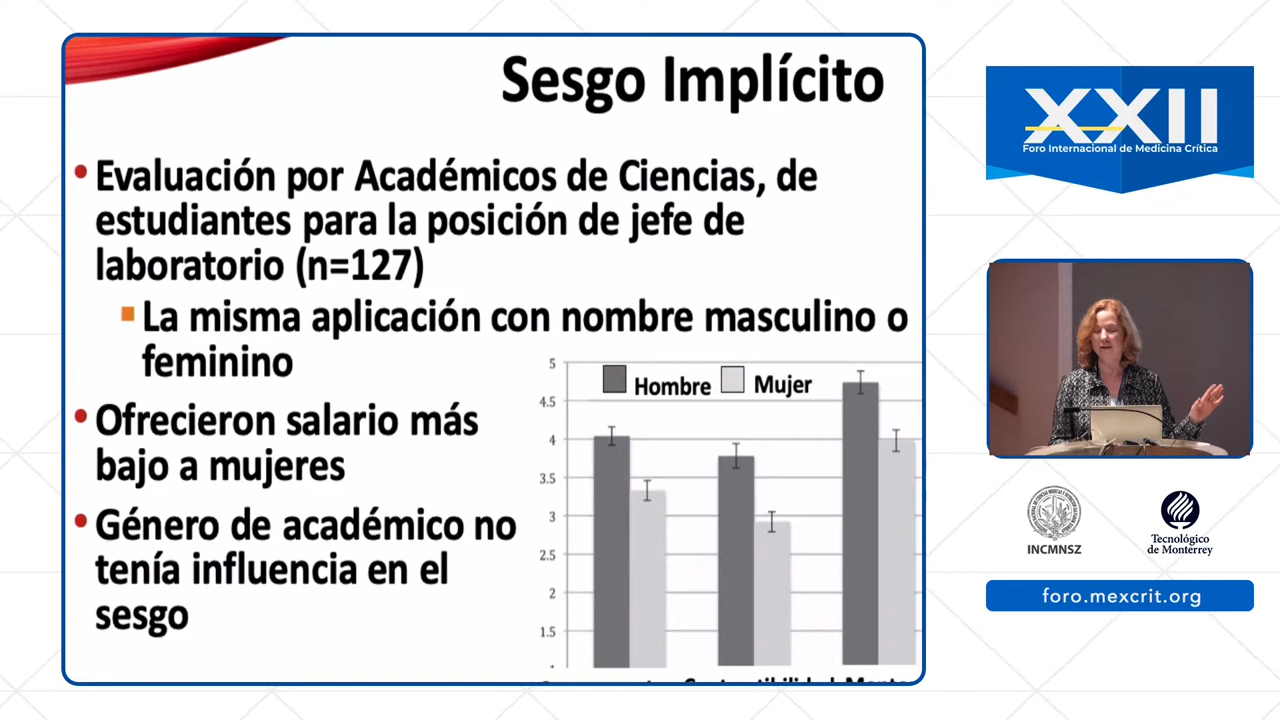 Sesgo Implícito
• Evaluación por Académicos de Ciencias, de
estudiantes para la posición de jefe de
laboratorio (n=127)
La misma aplicación con nombre masculino o
feminino
• Ofrecieron salario más
bajo a mujeres
• Género de académico no
tenía influencia en el
sesgo
Hombre Mujer
5
4.5
4
3.5
3
2.5
2
1.5
XXII
Foro Internacional de Medicina Crítica
INCMNSZ
Tecnológico
de Monterrey
foro.mexcrit.org